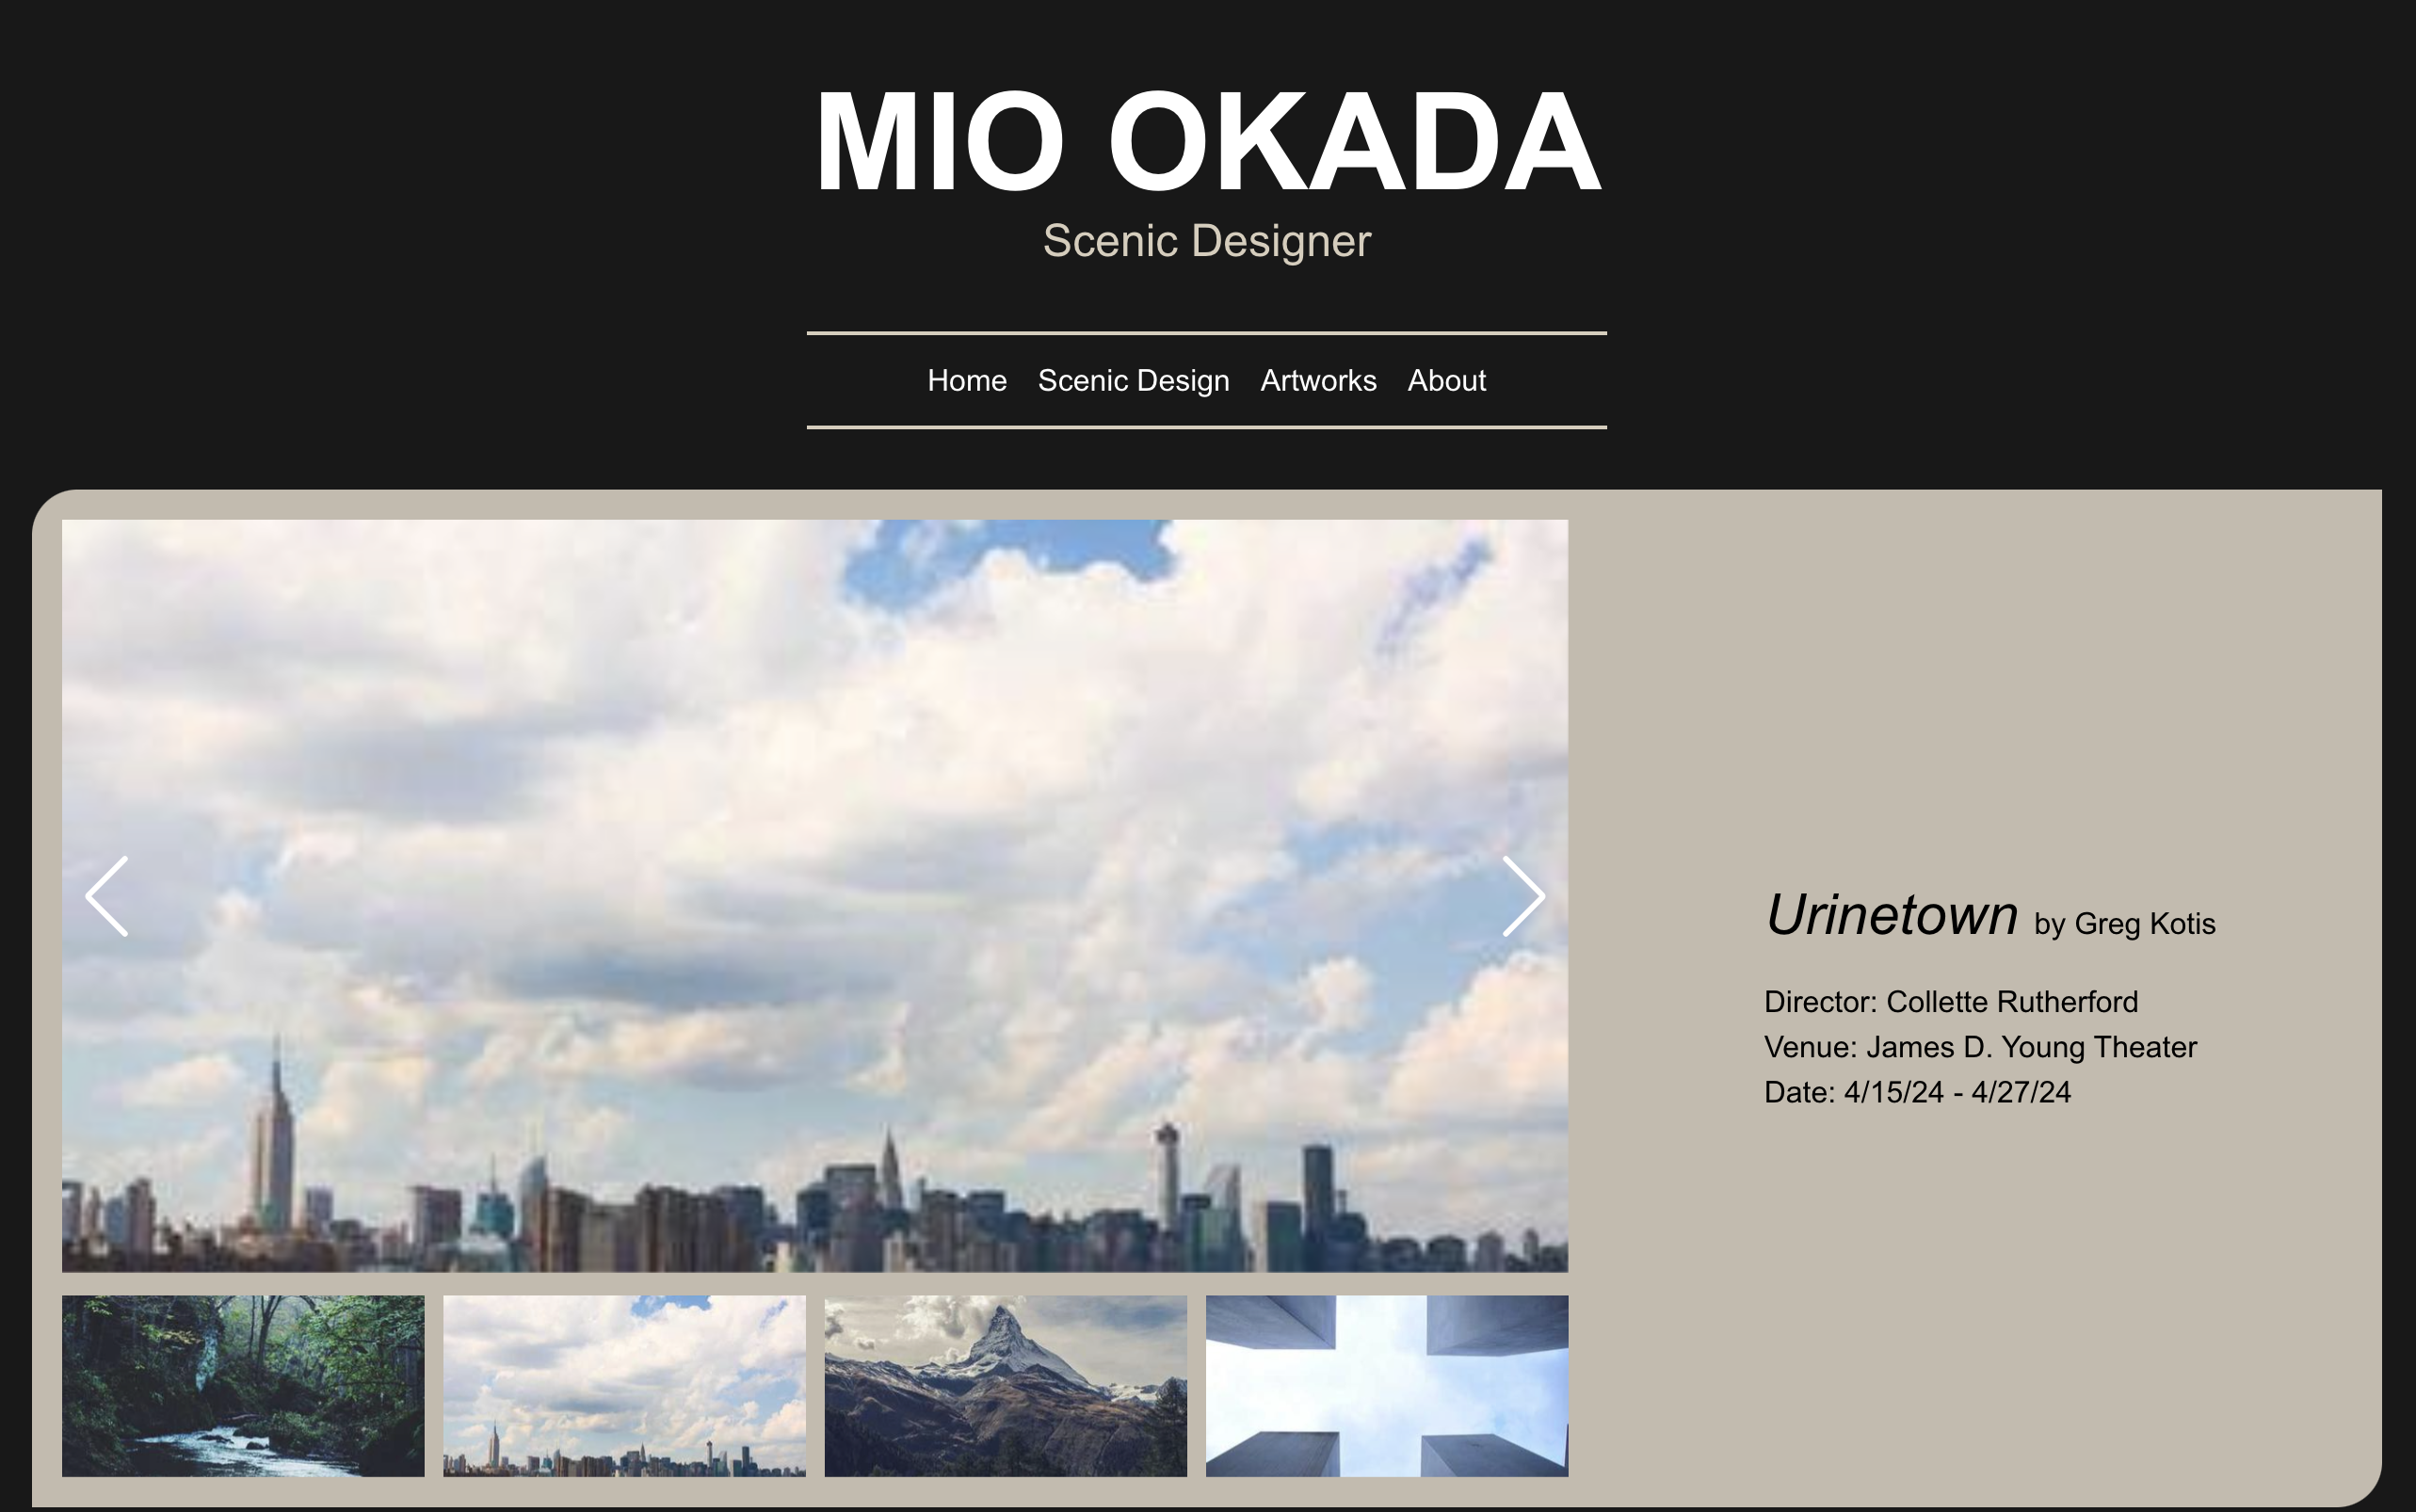 MIO OKADA
Scenic Designer
Home Scenic Design Artworks About
Urinetown by Greg Kotis
Director: Collette Rutherford
Venue: James D. Young Theater
Date: 4/15/24 - 4/27/24